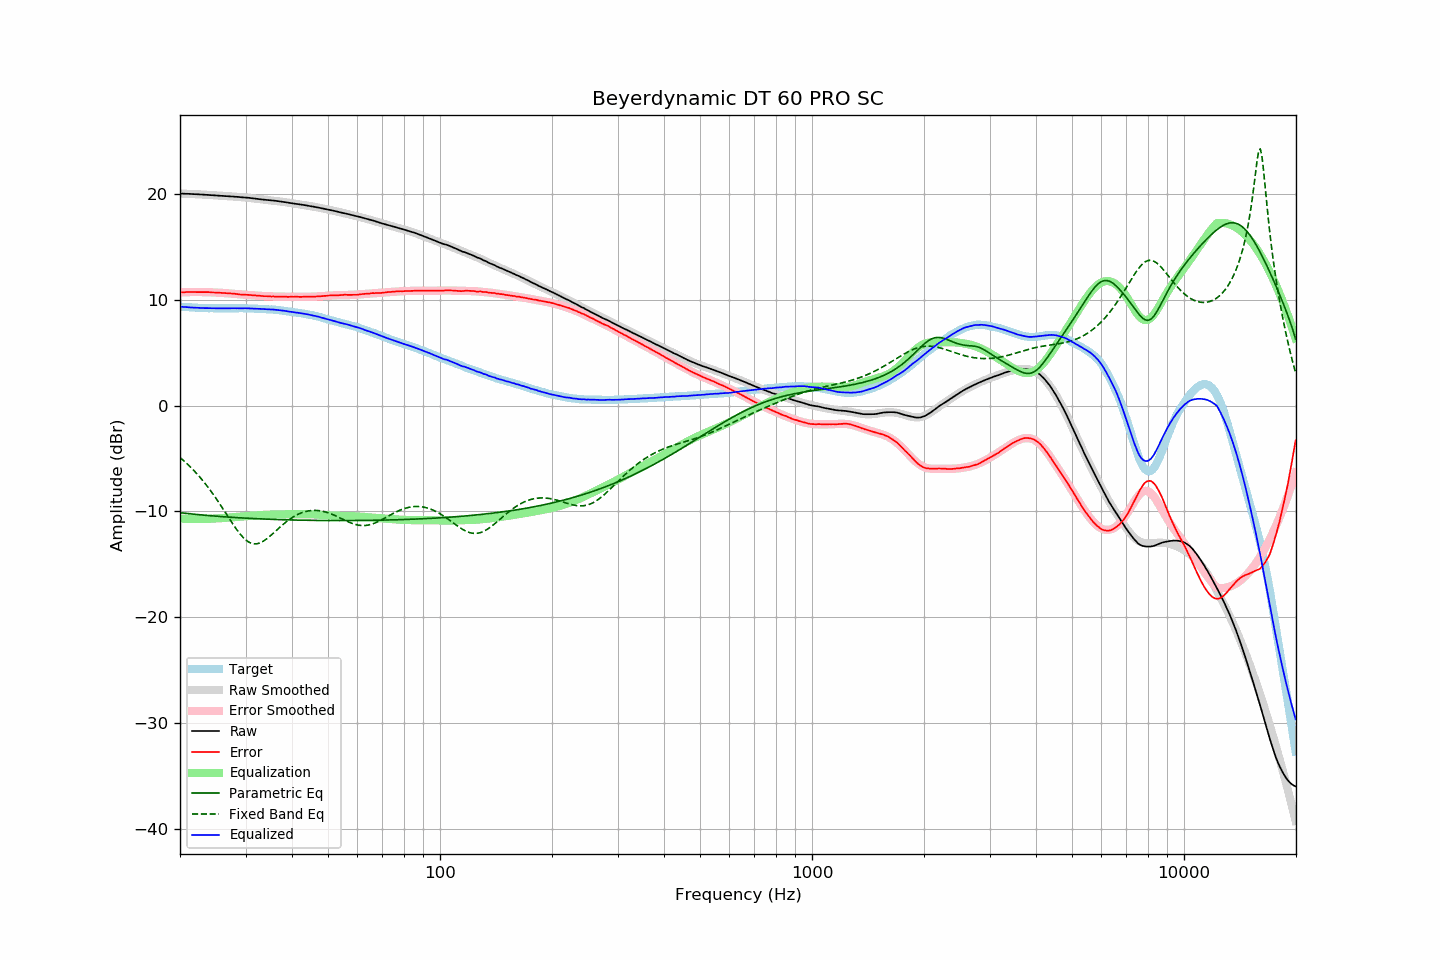 Beyerdynamic DT 60 PRO SC
Amplitude (dBr)
20
10
0
−10
−20
−30
−40
Target
Raw Smoothed
Error Smoothed
Raw
Error
Equalization
Parametric Eq
Fixed Band Eq
Equalized
100
1000
10000
Frequency (Hz)